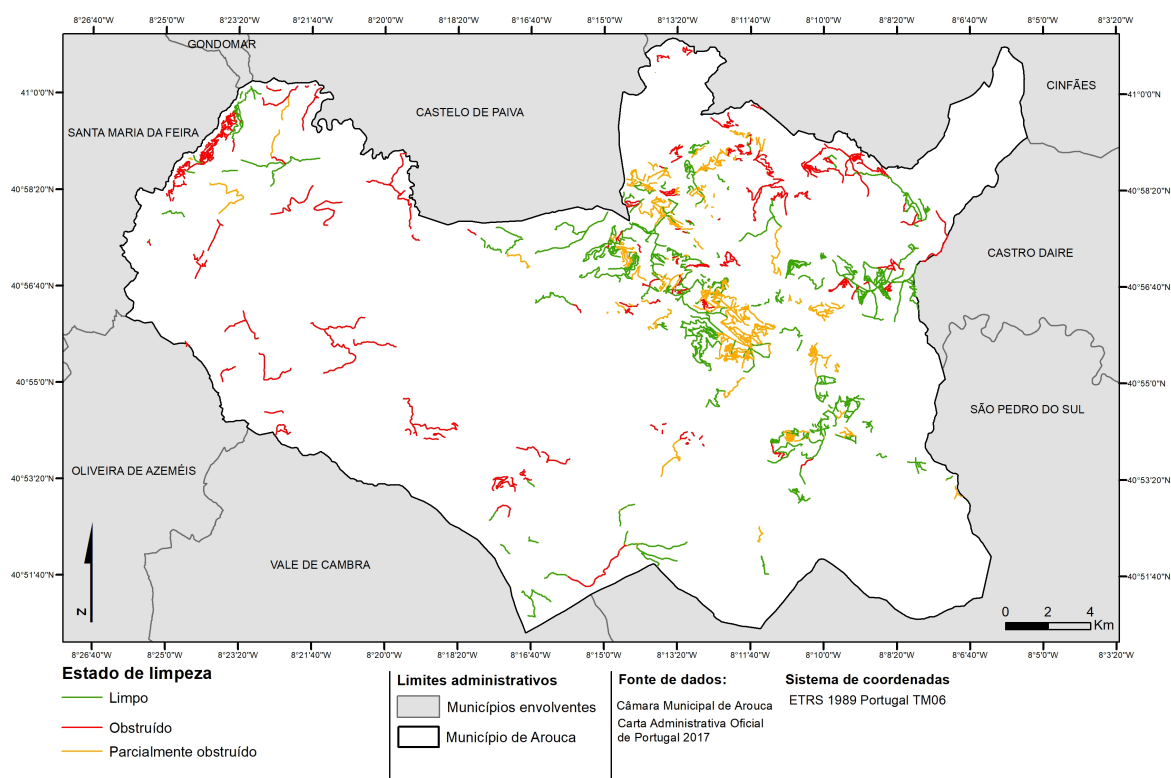 8°26'40"W 8°25'0"W 8°23'20"W 8°21'40"W 8°20'0"W 8°18'20"W 8°16'40"W 8°15'0"W 8°13'20"W 8°11'40"W 8°10'0"W 8°8'20"W 8°6'40"W 8°5'0"W 8°3'20"W
GONDOMAR
CINFÃES
41°0'0"N
41°0'0"N
CASTELO DE PAIVA
SANTA MARIA DA FEIRA
40°58'20"N
40°58'20"N
CASTRO DAIRE
40°56'40"N
40°56'40"N
40°55'0"N
40°55'0"N
SÃO PEDRO DO SUL
OLIVEIRA DE AZEMÉIS
40°53'20"N
40°53'20"N
VALE DE CAMBRA
40°51'40"N
40°51'40"N
N
0 2 4
Km
8°26'40"W 8°25'0"W 8°23'20"W 8°21'40"W 8°20'0"W 8°18'20"W 8°16'40"W 8°15'0"W 8°13'20"W 8°11'40"W 8°10'0"W 8°8'20"W 8°6'40"W 8°5'0"W 8°3'20"W
Estado de limpeza
Limpo
Obstruído
Parcialmente obstruído
Limites administrativos
Municípios envolventes
Município de Arouca
Fonte de dados:
Câmara Municipal de Arouca
Carta Administrativa Oficial
de Portugal 2017
Sistema de coordenadas
ETRS 1989 Portugal TM06